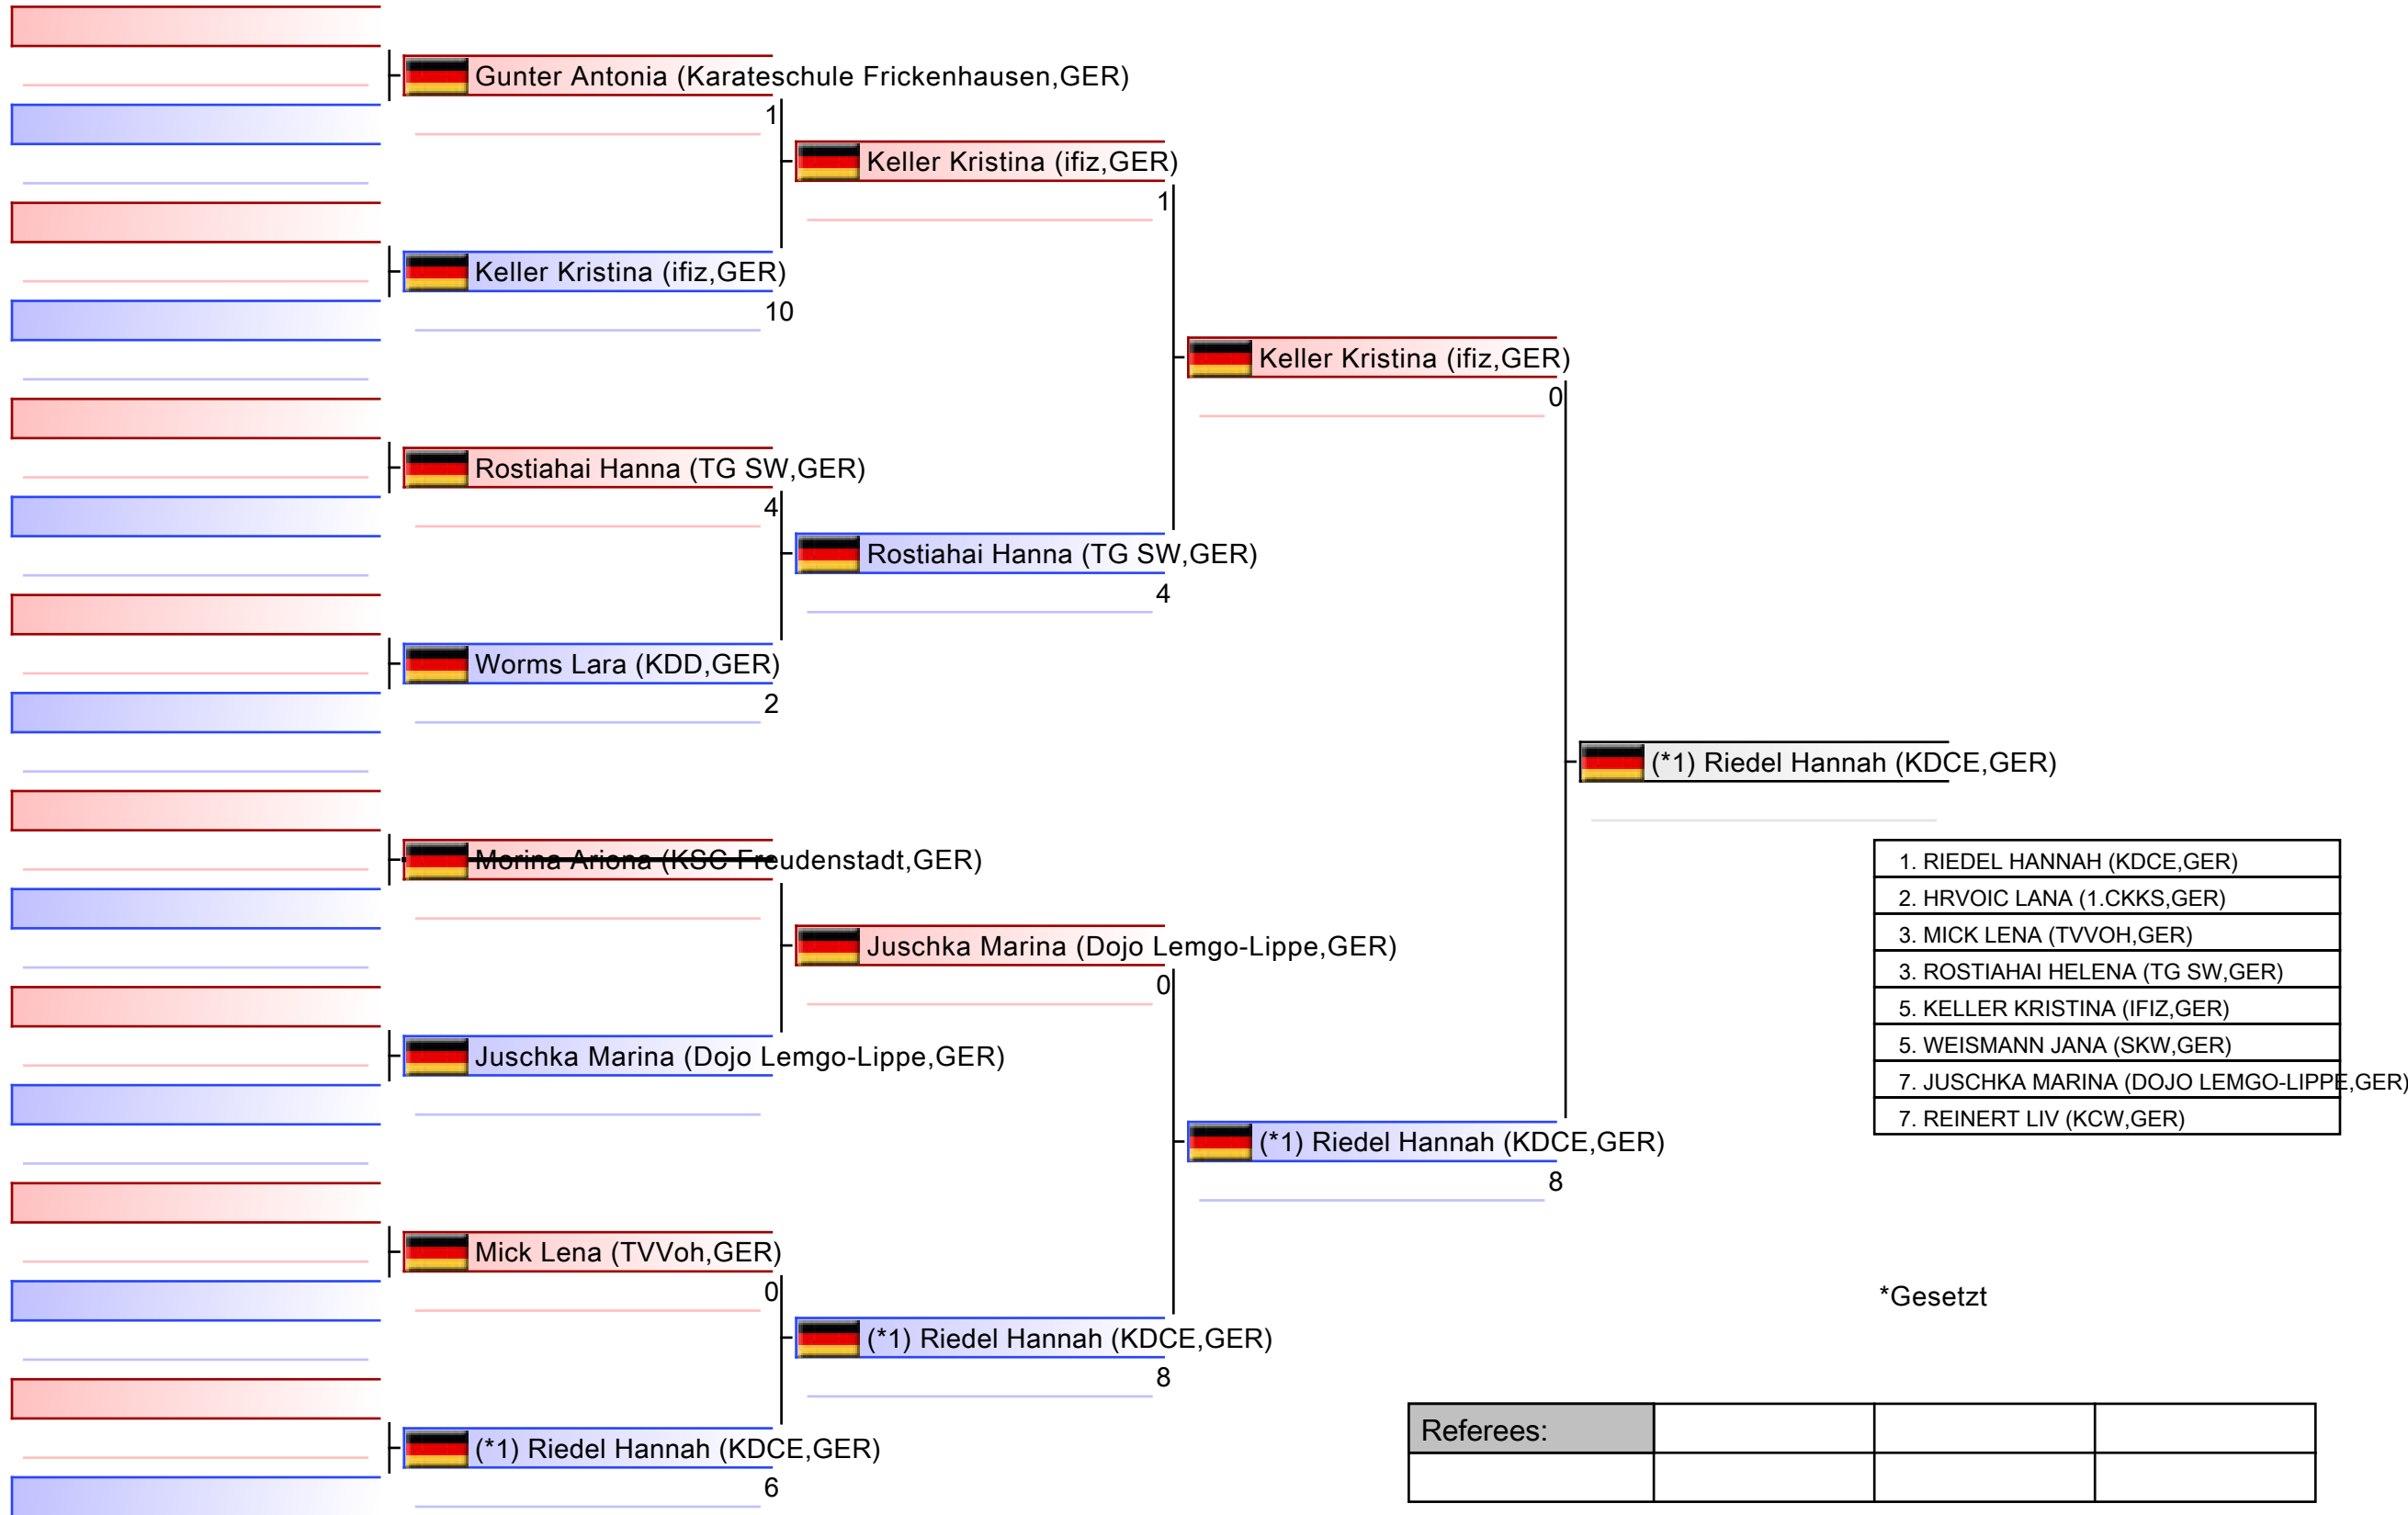 Gunter Antonia (Karateschule Frickenhausen,GER)
1
Keller Kristina (ifiz,GER)
1
Keller Kristina (ifiz,GER)
10
Keller Kristina (ifiz,GER)
0
Rostiahai Hanna (TG SW,GER)
4
Rostiahai Hanna (TG SW,GER)
4
Worms Lara (KDD,GER)
2
(*1) Riedel Hannah (KDCE,GER)
Morina Ariona (KSC Freudenstadt,GER)
Juschka Marina (Dojo Lemgo-Lippe,GER)
0
Juschka Marina (Dojo Lemgo-Lippe,GER)
(*1) Riedel Hannah (KDCE,GER)
8
Mick Lena (TVVoh,GER)
0
(*1) Riedel Hannah (KDCE,GER)
8
(*1) Riedel Hannah (KDCE,GER)
6
1. RIEDEL HANNAH (KDCE,GER)
2. HRVOIC LANA (1.CKKS,GER)
3. MICK LENA (TVVOH,GER)
3. ROSTIAHAI HELENA (TG SW,GER)
5. KELLER KRISTINA (IFIZ,GER)
5. WEISMANN JANA (SKW,GER)
7. JUSCHKA MARINA (DOJO LEMGO-LIPPE,GER)
7. REINERT LIV (KCW,GER)
*Gesetzt
Referees: